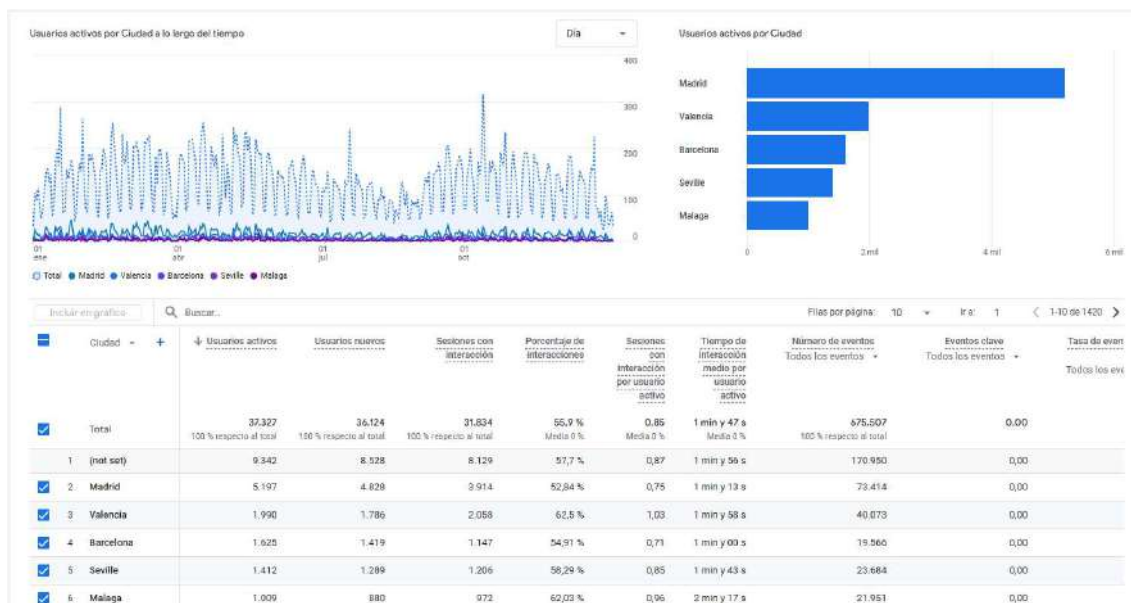 Usuarios activos por Ciudad a lo largo del tiempo
Día
400
300
200
100
0
01 ene
01 abr
01 jul
01 oct
Total Madrid Valencia Barcelona Seville Malaga
Usuarios activos por Ciudad
Madrid
Valencia
Barcelona
Seville
Malaga
0 2 mil 4 mil 6 mil
Incluir en gráfico Buscar... Filas por página: 10 Ir a: 1 1-10 de 1420
Ciudad + Usuarios activos Usuarios nuevos Sesiones con interacción Porcentaje de interacciones Sesiones con interacción por usuario activo Tiempo de interacción medio por usuario activo Número de eventos Todos los eventos Eventos clave Todos los eventos Tasa de even Todos los eve
Total 37.327 36.124 31.834 55,9 % 0,85 1 min y 47 s 675.507 0.00
100 % respecto al total 100 % respecto al total 100 % respecto al total Media 0 % Media 0 % Media 0 % 100 % respecto al total
1 (not set) 9.342 8.528 8.129 57,7 % 0,87 1 min y 56 s 170.950 0,00
2 Madrid 5.197 4.828 3.914 52,84 % 0,75 1 min y 13 s 73.414 0,00
3 Valencia 1.990 1.786 2.058 62,5 % 1,03 1 min y 58 s 40.073 0,00
4 Barcelona 1.625 1.419 1.147 54,91 % 0,71 1 min y 00 s 19.566 0,00
5 Seville 1.412 1.289 1.206 58,29 % 0,85 1 min y 43 s 23.684 0,00
6 Malaga 1.009 880 972 62,03 % 0,96 2 min y 17 s 21.951 0,00